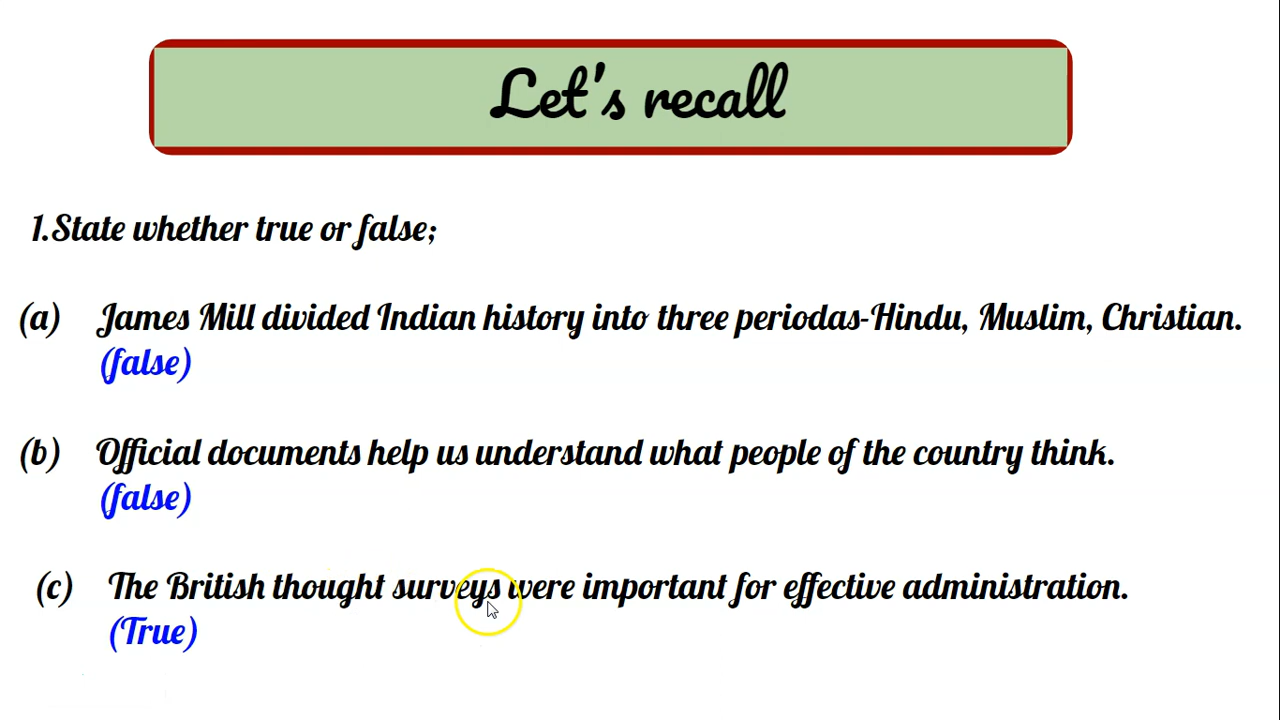 Let's recall
1.State whether true or false;
(a) James Mill divided Indian history into three periodas-Hindu, Muslim, Christian.
(false)
(b) Official documents help us understand what people of the country think.
(false)
(c) The British thought surveys were important for effective administration.
(True)